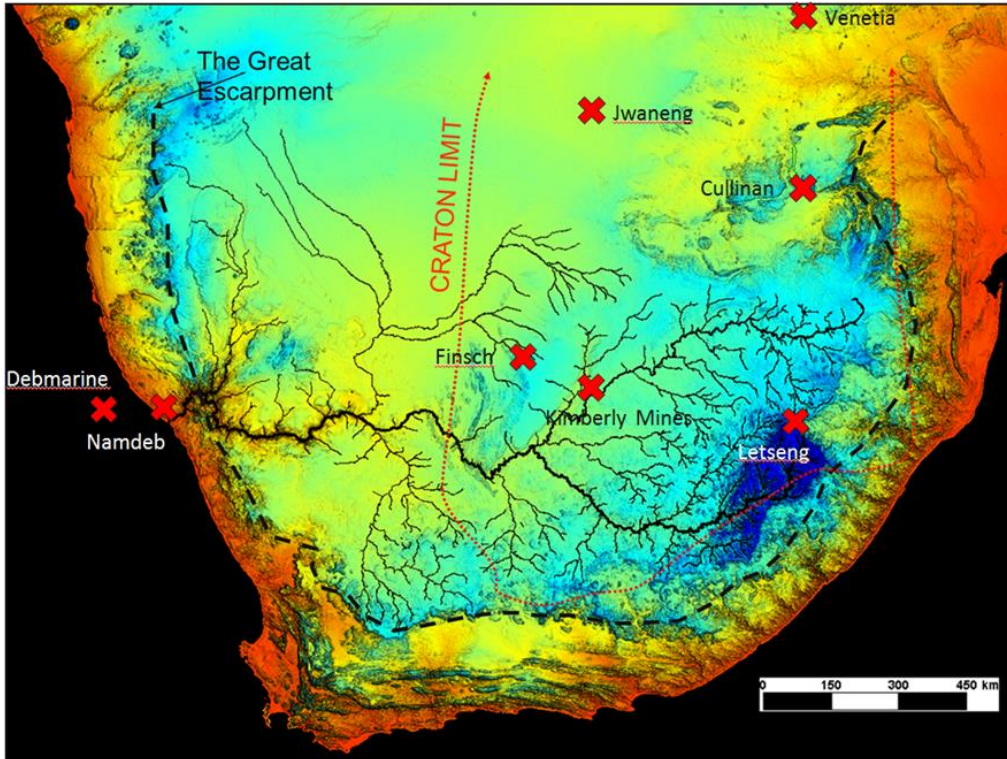 Venetia
The Great
Escarpment
Jwaneng
CRATON LIMIT
Cullinan
Finsch
Debmarine
Kimberly Mines
Namdeb
Letseng
0 150 300 450 km